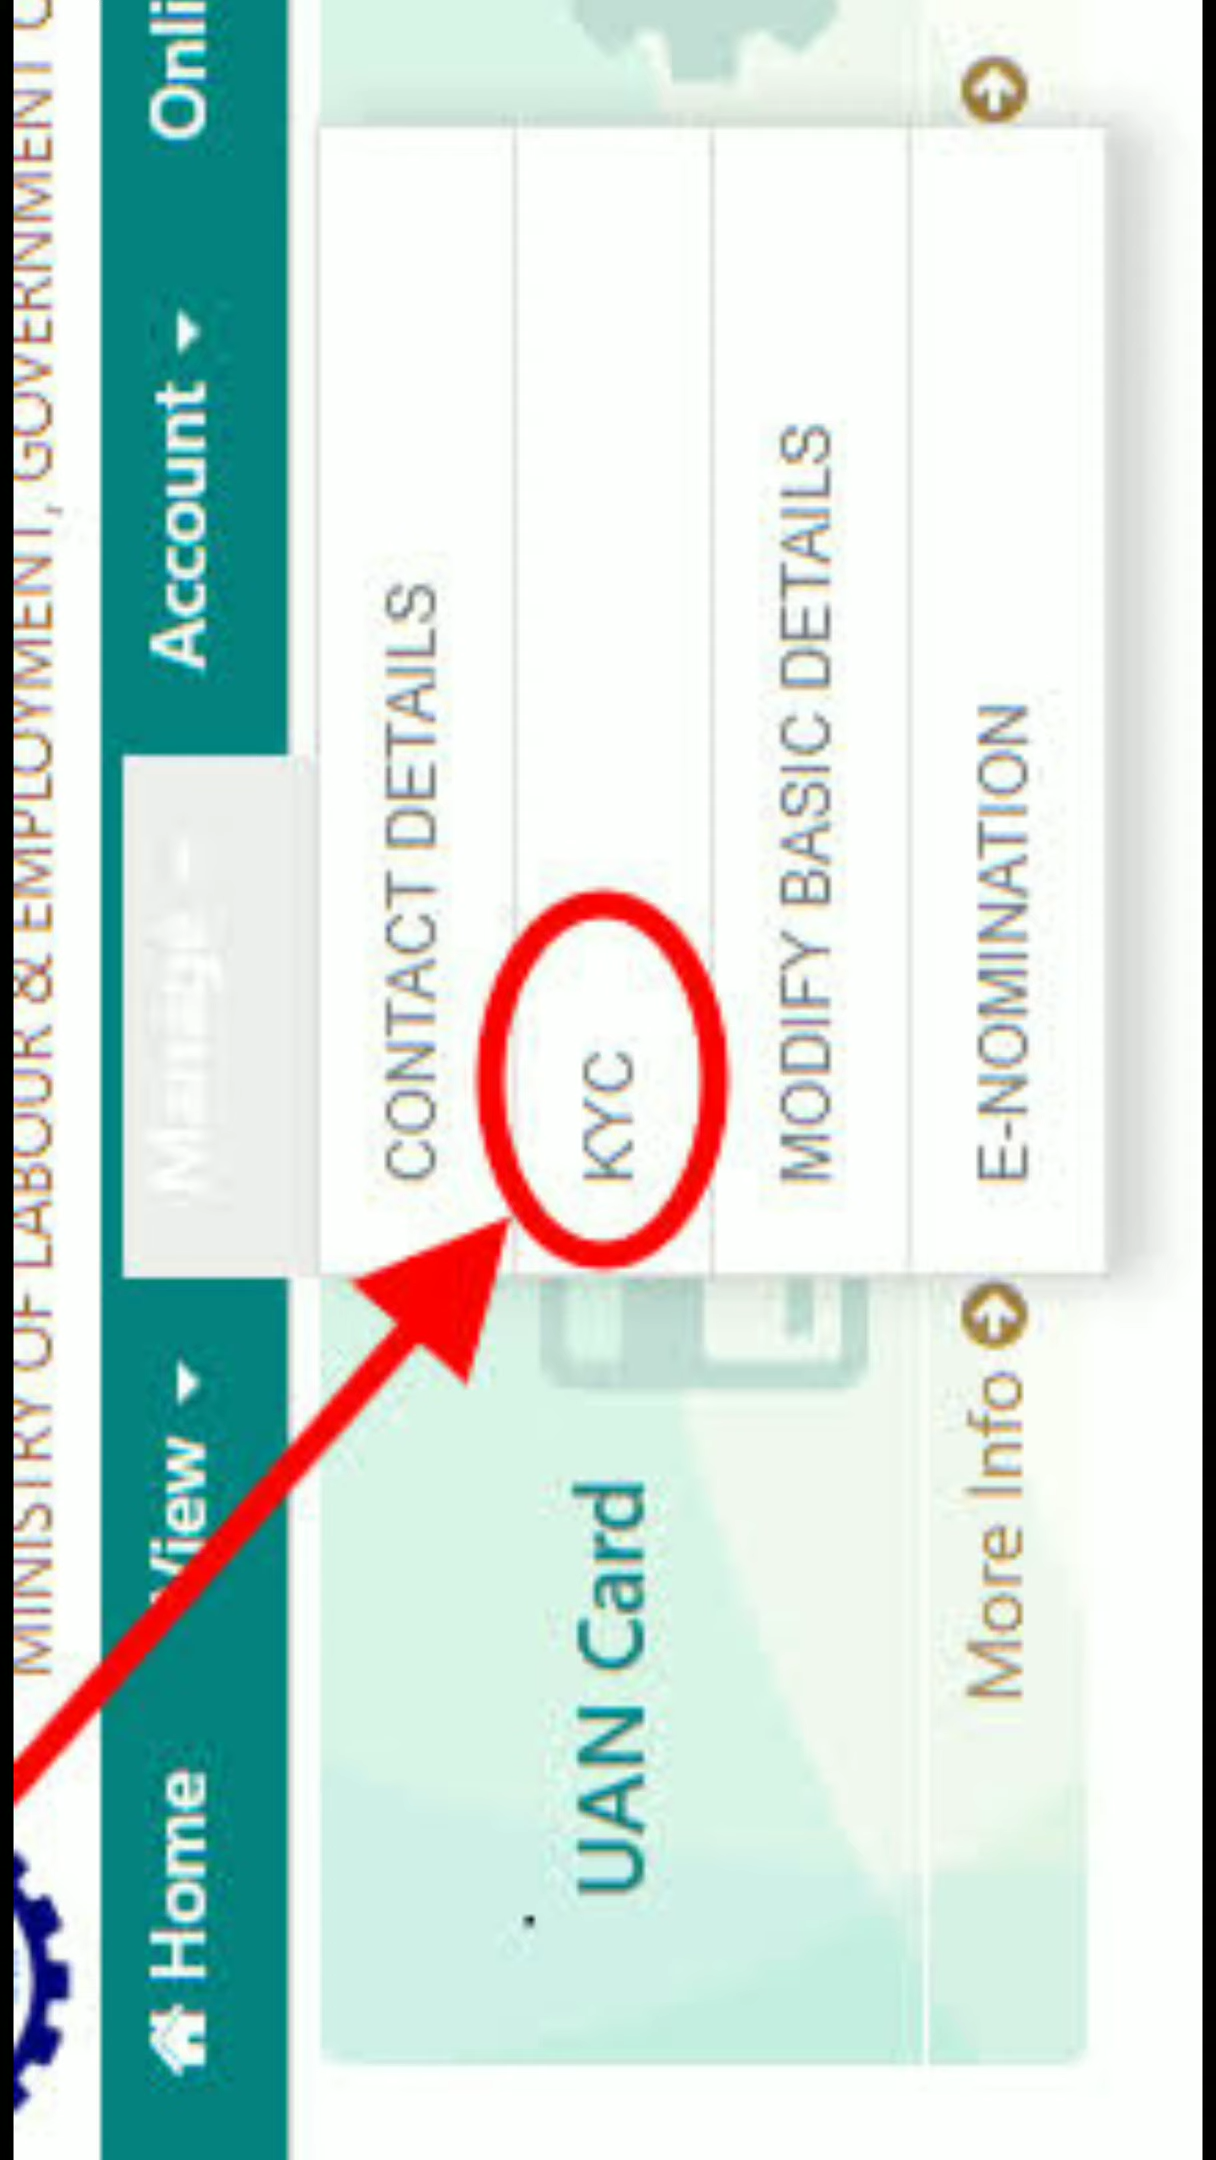 MINISTRY OF LABOUR & EMPLOYMENT, GOVERNMENT
Home View Manage Account Onli
CONTACT DETAILS
KYC
MODIFY BASIC DETAILS
E-NOMINATION
UAN Card
More Info